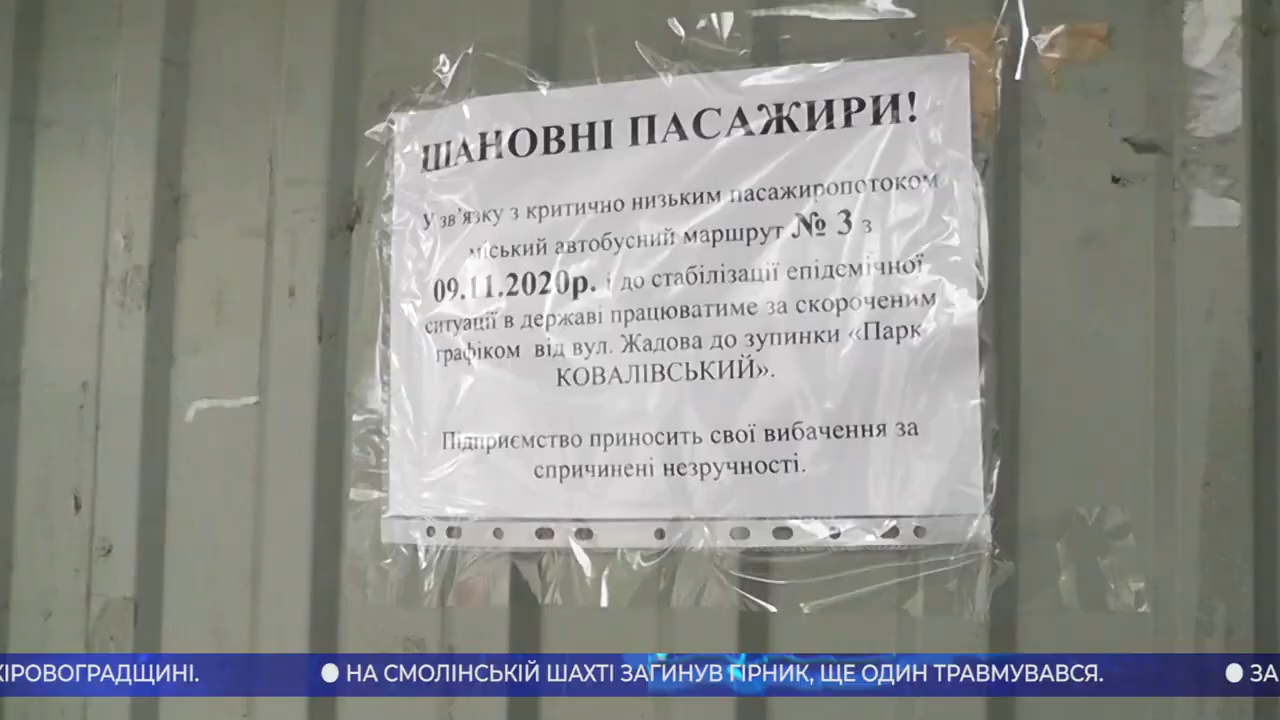 ШАНОВНІ ПАСАЖИРИ!
У зв'язку з критично низьким пасажиропотоком
міський автобусний маршрут № 3 з
09.11.2020р. і до стабілізації епідемічної
ситуації в державі працюватиме за скороченим
графіком від вул. Жадова до зупинки «Парк
КОВАЛІВСЬКИЙ».
Підприємство приносить свої вибачення за
спричинені незручності.
КІРОВОГРАДЩИНІ. ● НА СМОЛІНСЬКІЙ ШАХТІ ЗАГИНУВ ГІРНИК, ЩЕ ОДИН ТРАВМУВАВСЯ. ● ЗА